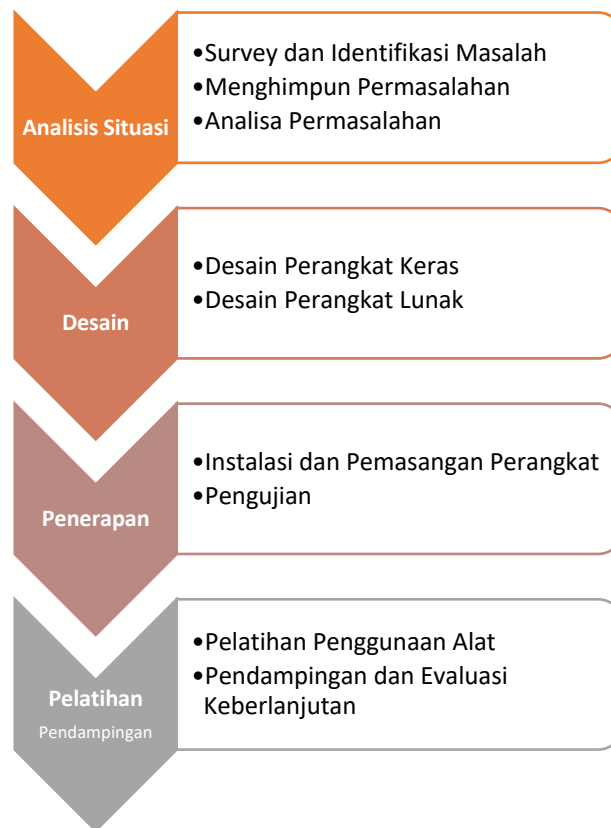 Analisis Situasi
•Survey dan Identifikasi Masalah
•Menghimpun Permasalahan
•Analisa Permasalahan
Desain
•Desain Perangkat Keras
•Desain Perangkat Lunak
Penerapan
•Instalasi dan Pemasangan Perangkat
•Pengujian
Pelatihan
Pendampingan
•Pelatihan Penggunaan Alat
•Pendampingan dan Evaluasi
Keberlanjutan